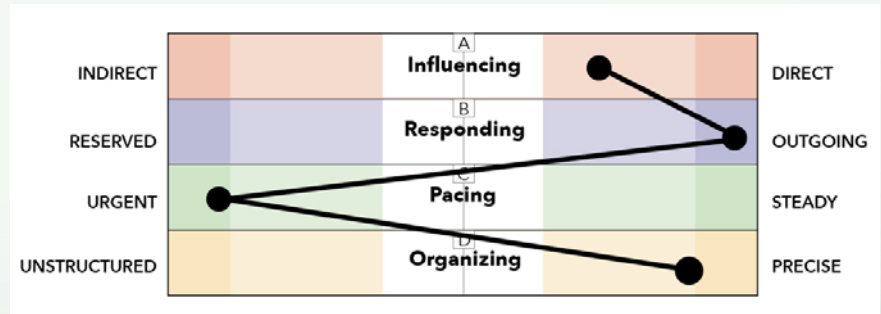 A
INDIRECT Influencing DIRECT
B
RESERVED Responding OUTGOING
C
URGENT Pacing STEADY
D
UNSTRUCTURED Organizing PRECISE